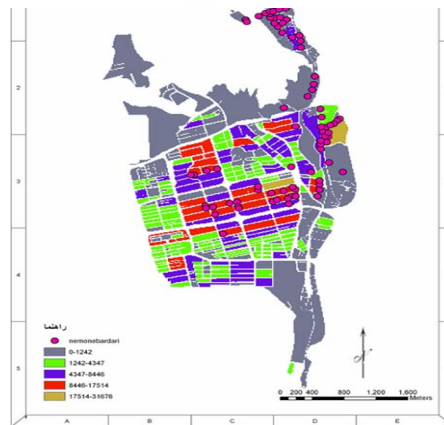 2
3
4
5
راهنما
nemonebardari
0-1242
1242-4347
4347-8446
8446-17514
17514-31676
N
0 200 400 800 1,200 1,600
Meters
A B C D E